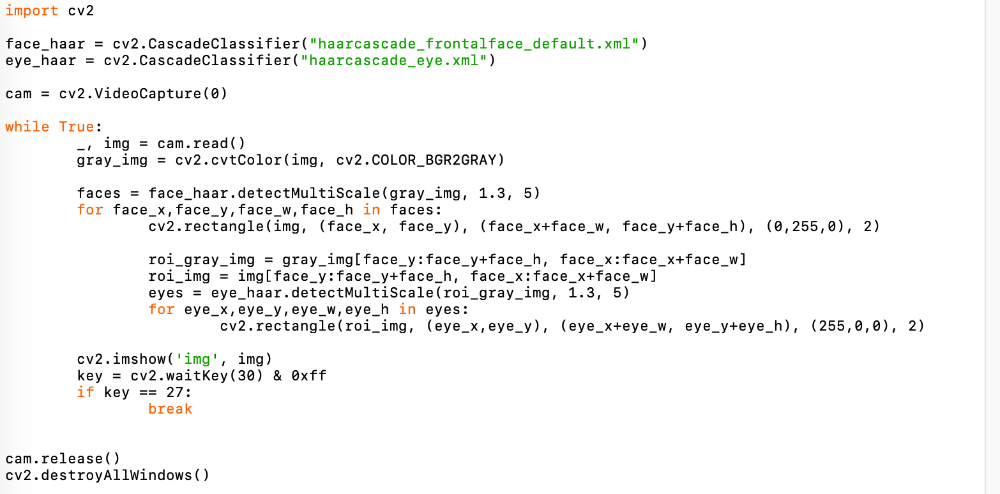 import cv2

face_haar = cv2.CascadeClassifier("haarcascade_frontalface_default.xml")
eye_haar = cv2.CascadeClassifier("haarcascade_eye.xml")

cam = cv2.VideoCapture(0)

while True:
        _, img = cam.read()
        gray_img = cv2.cvtColor(img, cv2.COLOR_BGR2GRAY)

        faces = face_haar.detectMultiScale(gray_img, 1.3, 5)
        for face_x,face_y,face_w,face_h in faces:
                cv2.rectangle(img, (face_x, face_y), (face_x+face_w, face_y+face_h), (0,255,0), 2)

                roi_gray_img = gray_img[face_y:face_y+face_h, face_x:face_x+face_w]
                roi_img = img[face_y:face_y+face_h, face_x:face_x+face_w]
                eyes = eye_haar.detectMultiScale(roi_gray_img, 1.3, 5)
                for eye_x,eye_y,eye_w,eye_h in eyes:
                        cv2.rectangle(roi_img, (eye_x,eye_y), (eye_x+eye_w, eye_y+eye_h), (255,0,0), 2)

        cv2.imshow('img', img)
        key = cv2.waitKey(30) & 0xff
        if key == 27:
                break


cam.release()
cv2.destroyAllWindows()